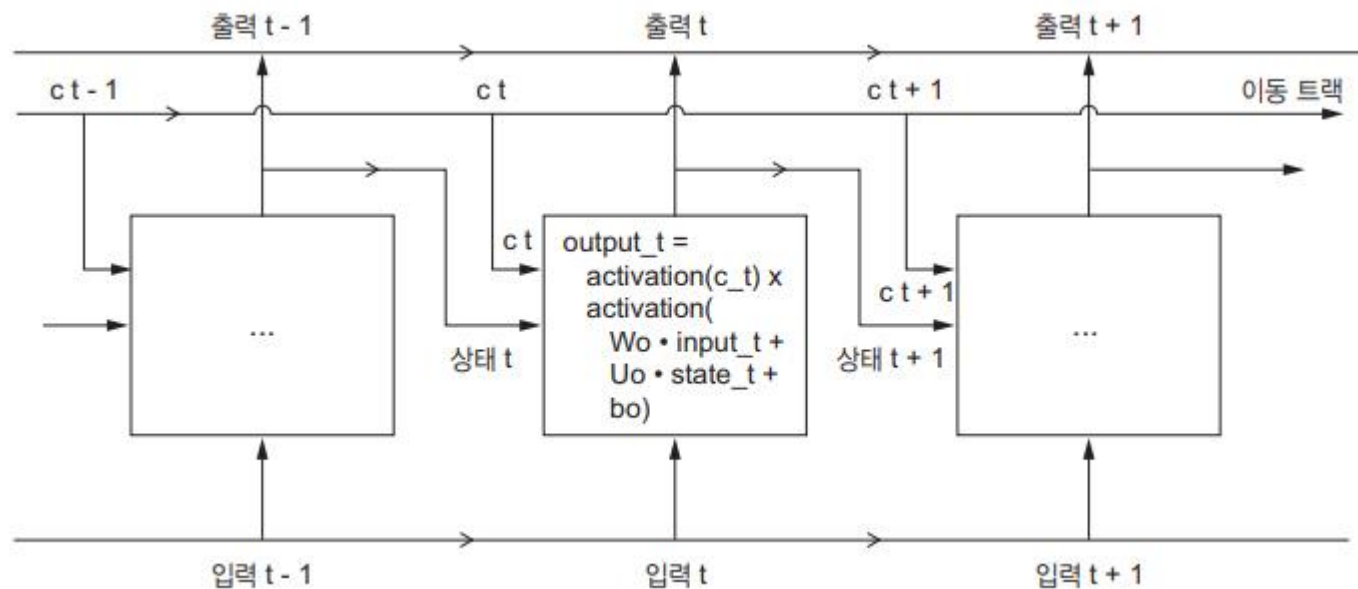 출력 t - 1
출력 t
출력 t + 1
c t - 1
c t
c t + 1
이동 트랙
c t
output_t =
activation(c_t) x
activation(
Wo • input_t +
Uo • state_t +
bo)
c t + 1
...
...
상태 t
상태 t + 1
입력 t - 1
입력 t
입력 t + 1